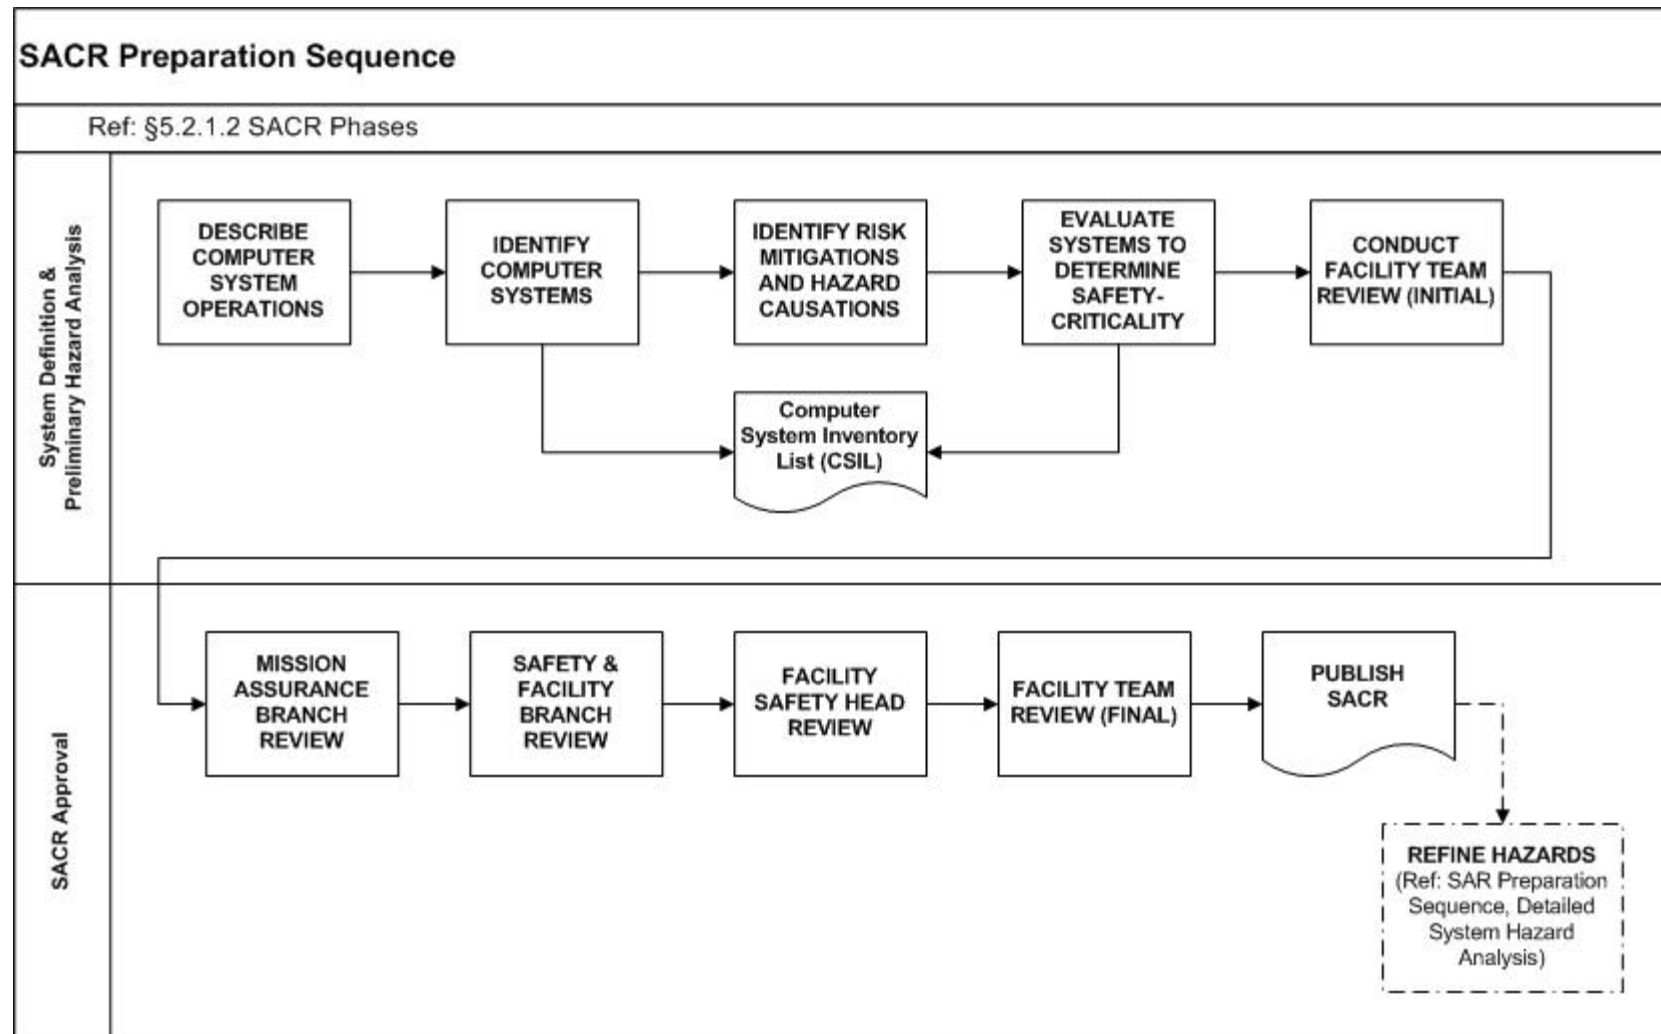 SACR Preparation Sequence
Ref: §5.2.1.2 SACR Phases
System Definition &
Preliminary Hazard Analysis
DESCRIBE
COMPUTER
SYSTEM
OPERATIONS
IDENTIFY
COMPUTER
SYSTEMS
IDENTIFY RISK
MITIGATIONS
AND HAZARD
CAUSATIONS
EVALUATE
SYSTEMS TO
DETERMINE
SAFETY-
CRITICALITY
CONDUCT
FACILITY TEAM
REVIEW (INITIAL)
Computer
System Inventory
List (CSIL)
SACR Approval
MISSION
ASSURANCE
BRANCH
REVIEW
SAFETY &
FACILITY
BRANCH
REVIEW
FACILITY
SAFETY HEAD
REVIEW
FACILITY TEAM
REVIEW (FINAL)
PUBLISH
SACR
REFINE HAZARDS
(Ref: SAR Preparation
Sequence, Detailed
System Hazard
Analysis)